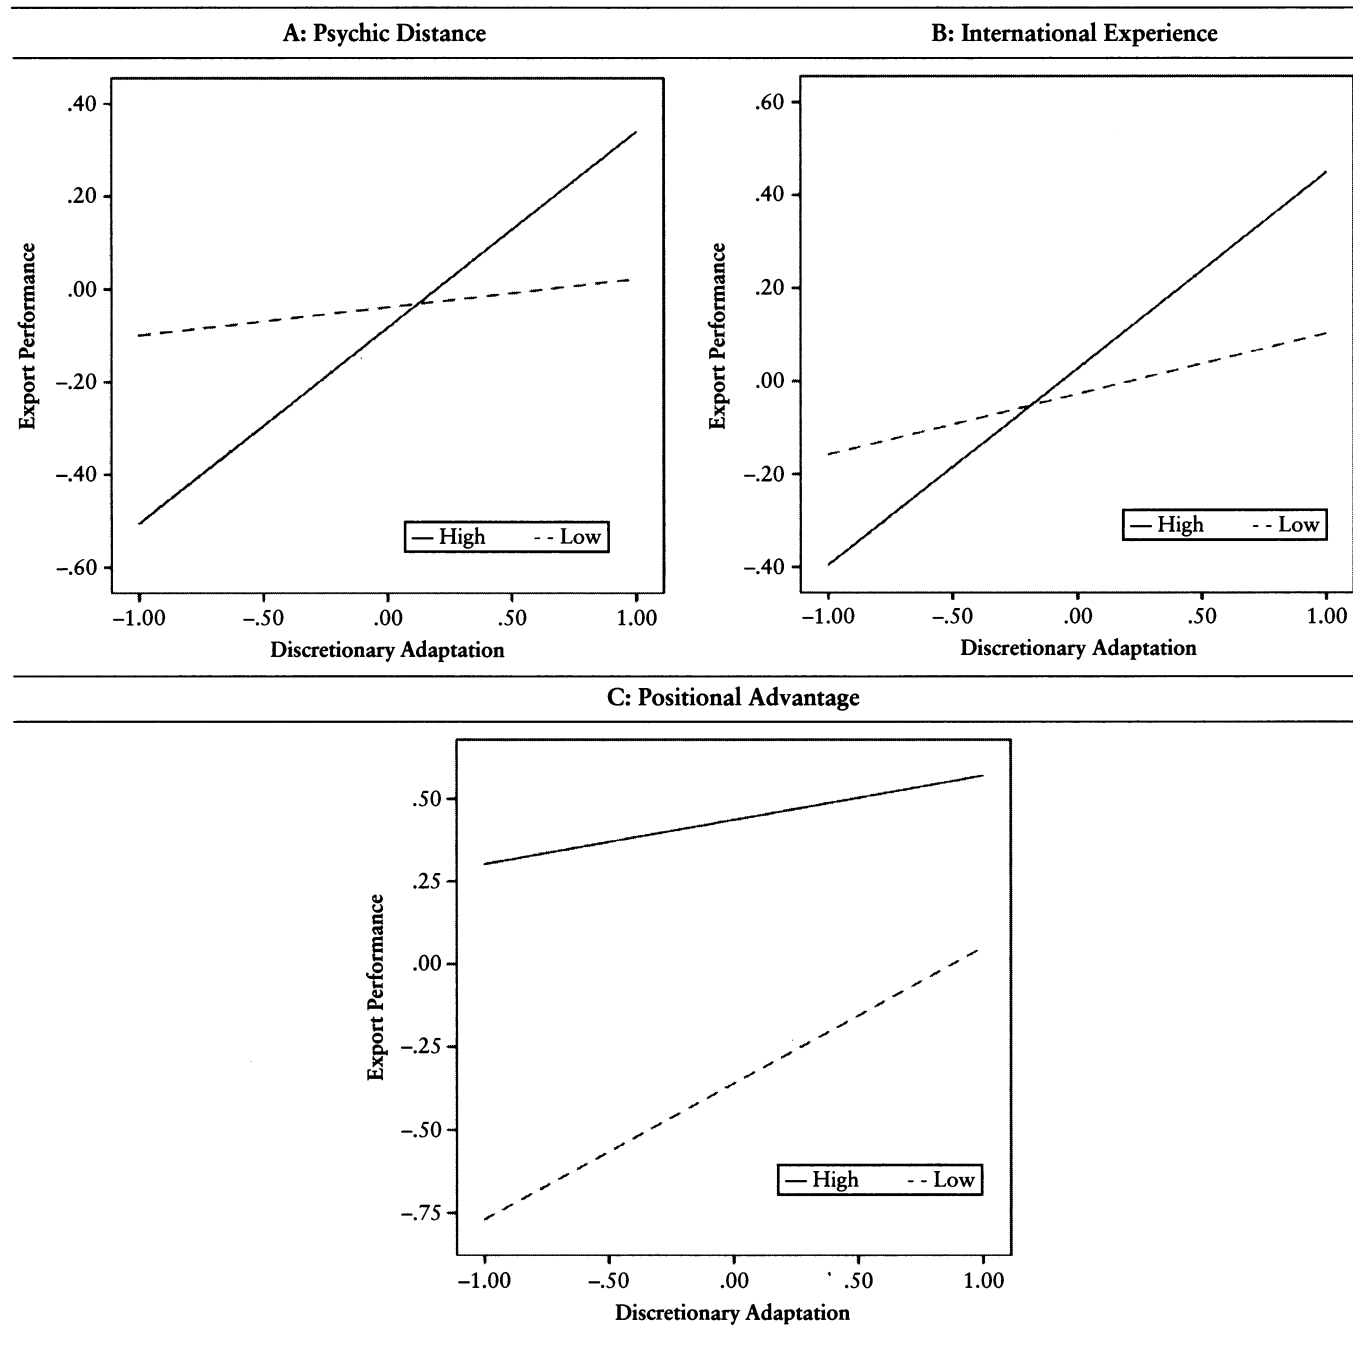 A: Psychic Distance
B: International Experience
.40
.20
.00
–.20
–.40
–.60
Export Performance
High Low
–1.00 –.50 .00 .50 1.00
Discretionary Adaptation
.60
.40
.20
.00
–.20
–.40
Export Performance
High Low
–1.00 –.50 .00 .50 1.00
Discretionary Adaptation
C: Positional Advantage
.50
.25
.00
–.25
–.50
–.75
Export Performance
High Low
–1.00 –.50 .00 .50 1.00
Discretionary Adaptation